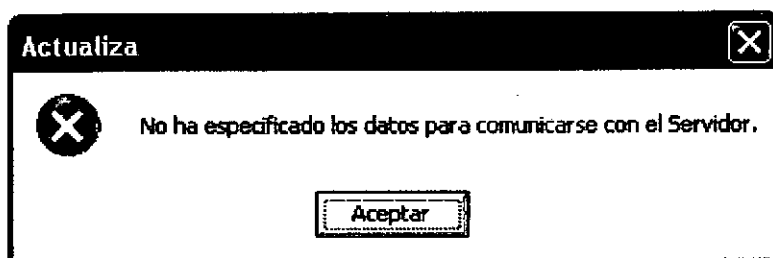 Actualiza
No ha especificado los datos para comunicarse con el Servidor.
Aceptar